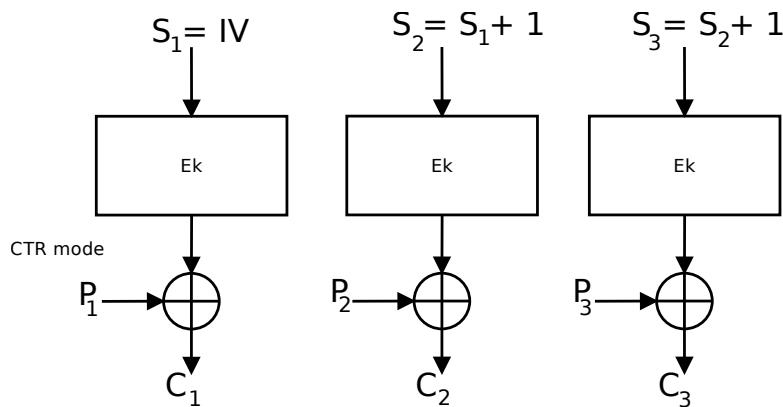 S₁= IV
S₂= S₁+ 1
S₃= S₂+ 1
Ek
Ek
Ek
CTR mode
P₁
P₂
P₃
C₁
C₂
C₃